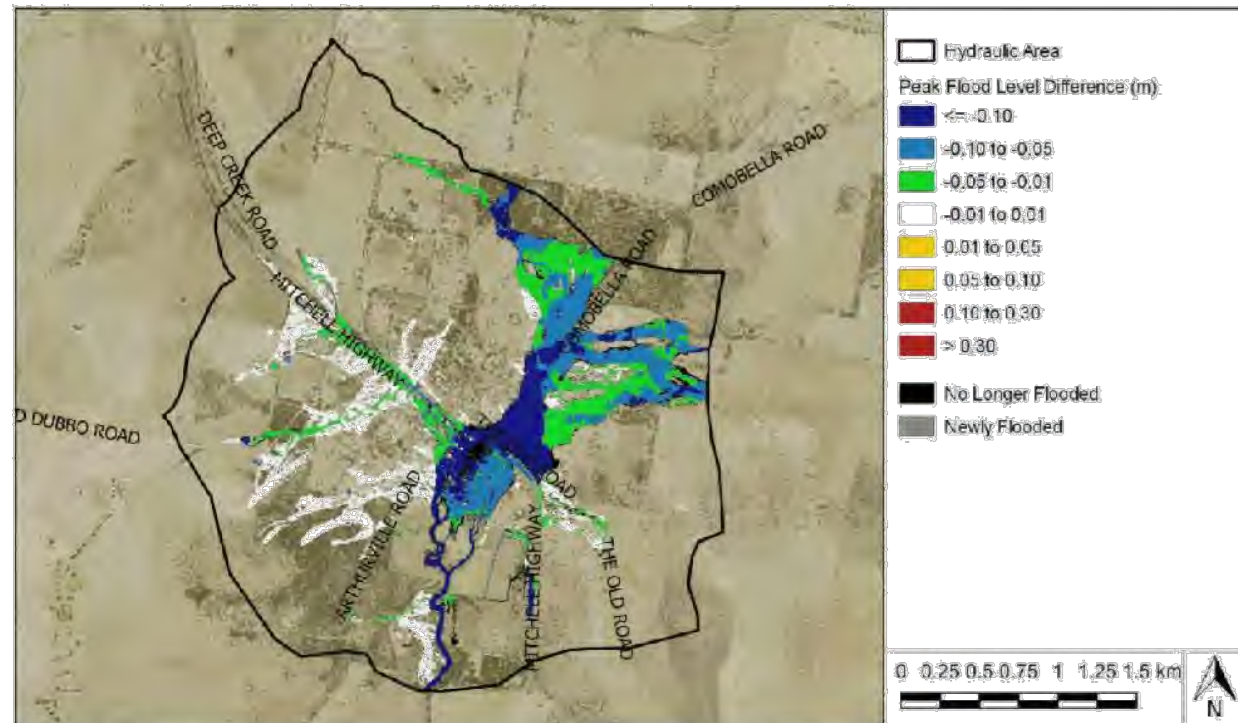 DEEP CREEK ROAD
COMOBELLA ROAD
COMOBELLA ROAD
MITCHELL HIGHWAY
D DUBBO ROAD
ROAD
ARTHURVILLE ROAD
MITCHELL HIGHWAY
THE OLD ROAD
Hydraulic Area
Peak Flood Level Difference (m)
<= -0.10
-0.10 to -0.05
-0.05 to -0.01
-0.01 to 0.01
0.01 to 0.05
0.05 to 0.10
0.10 to 0.30
> 0.30
No Longer Flooded
Newly Flooded
0 0.25 0.5 0.75 1 1.25 1.5 km
N